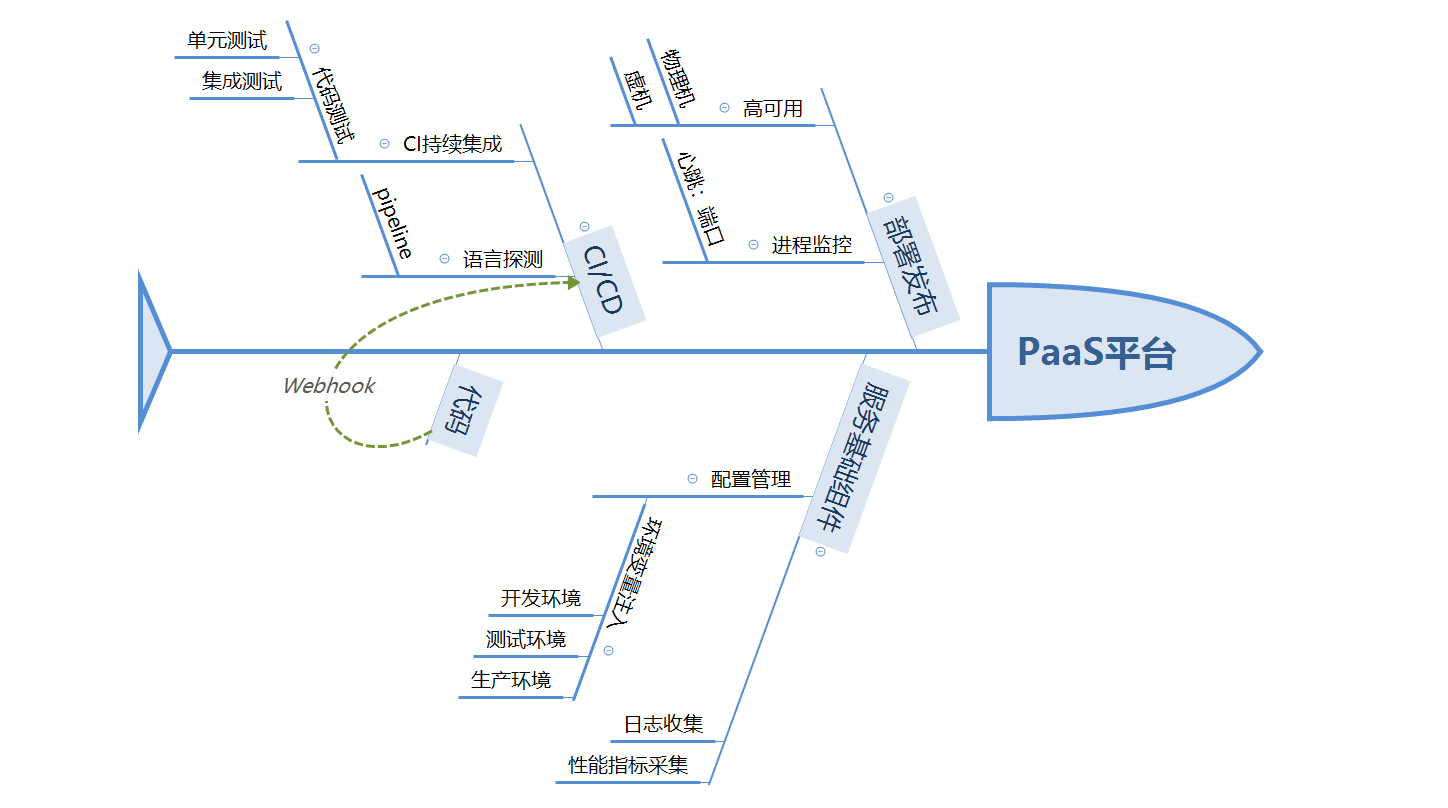 单元测试
集成测试
代码测试
CI持续集成
pipeline
语言探测
CI/CD
物理机
虚机
高可用
心跳：端口
进程监控
部署发布
PaaS平台
Webhook
代码
服务基础组件
配置管理
环境变量注入
开发环境
测试环境
生产环境
日志收集
性能指标采集